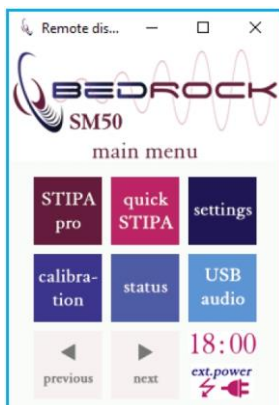 Remote dis...
BEDROCK
SM50
main menu
STIPA
pro
quick
STIPA
settings
calibra-
tion
status
USB
audio
previous
next
18:00
ext.power